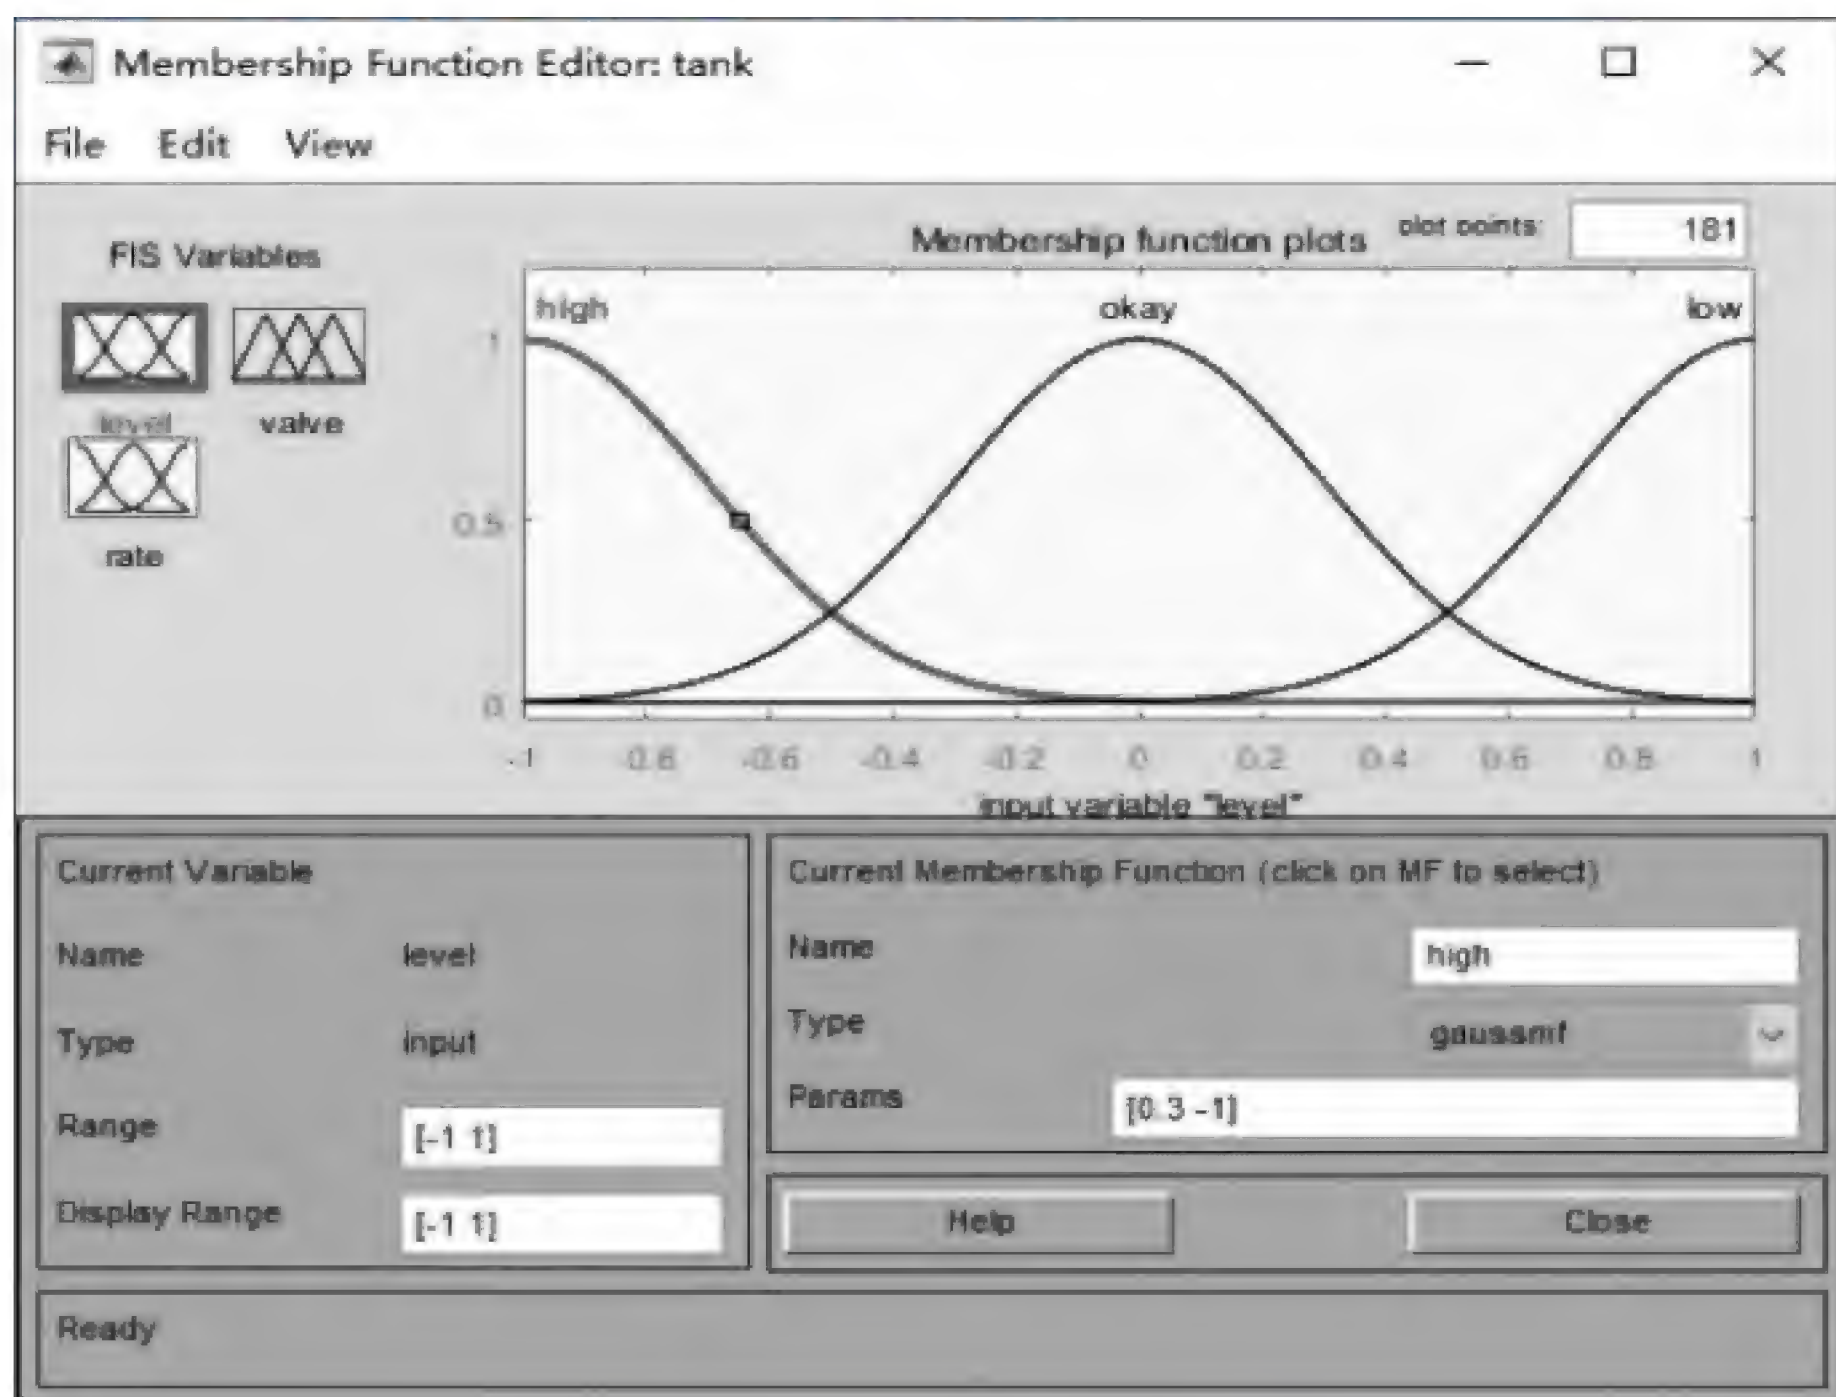 Membership Function Editor: tank
File Edit View
FIS Variables
level
valve
rate
Membership function plots
plot points:
181
high
okay
low
1
0.5
0
-1 -0.8 -0.6 -0.4 -0.2 0 0.2 0.4 0.6 0.8 1
input variable "level"
Current Variable
Name level
Type input
Range [-1 1]
Display Range [-1 1]
Current Membership Function (click on MF to select)
Name high
Type gaussmf
Params [0 3 -1]
Help
Close
Ready